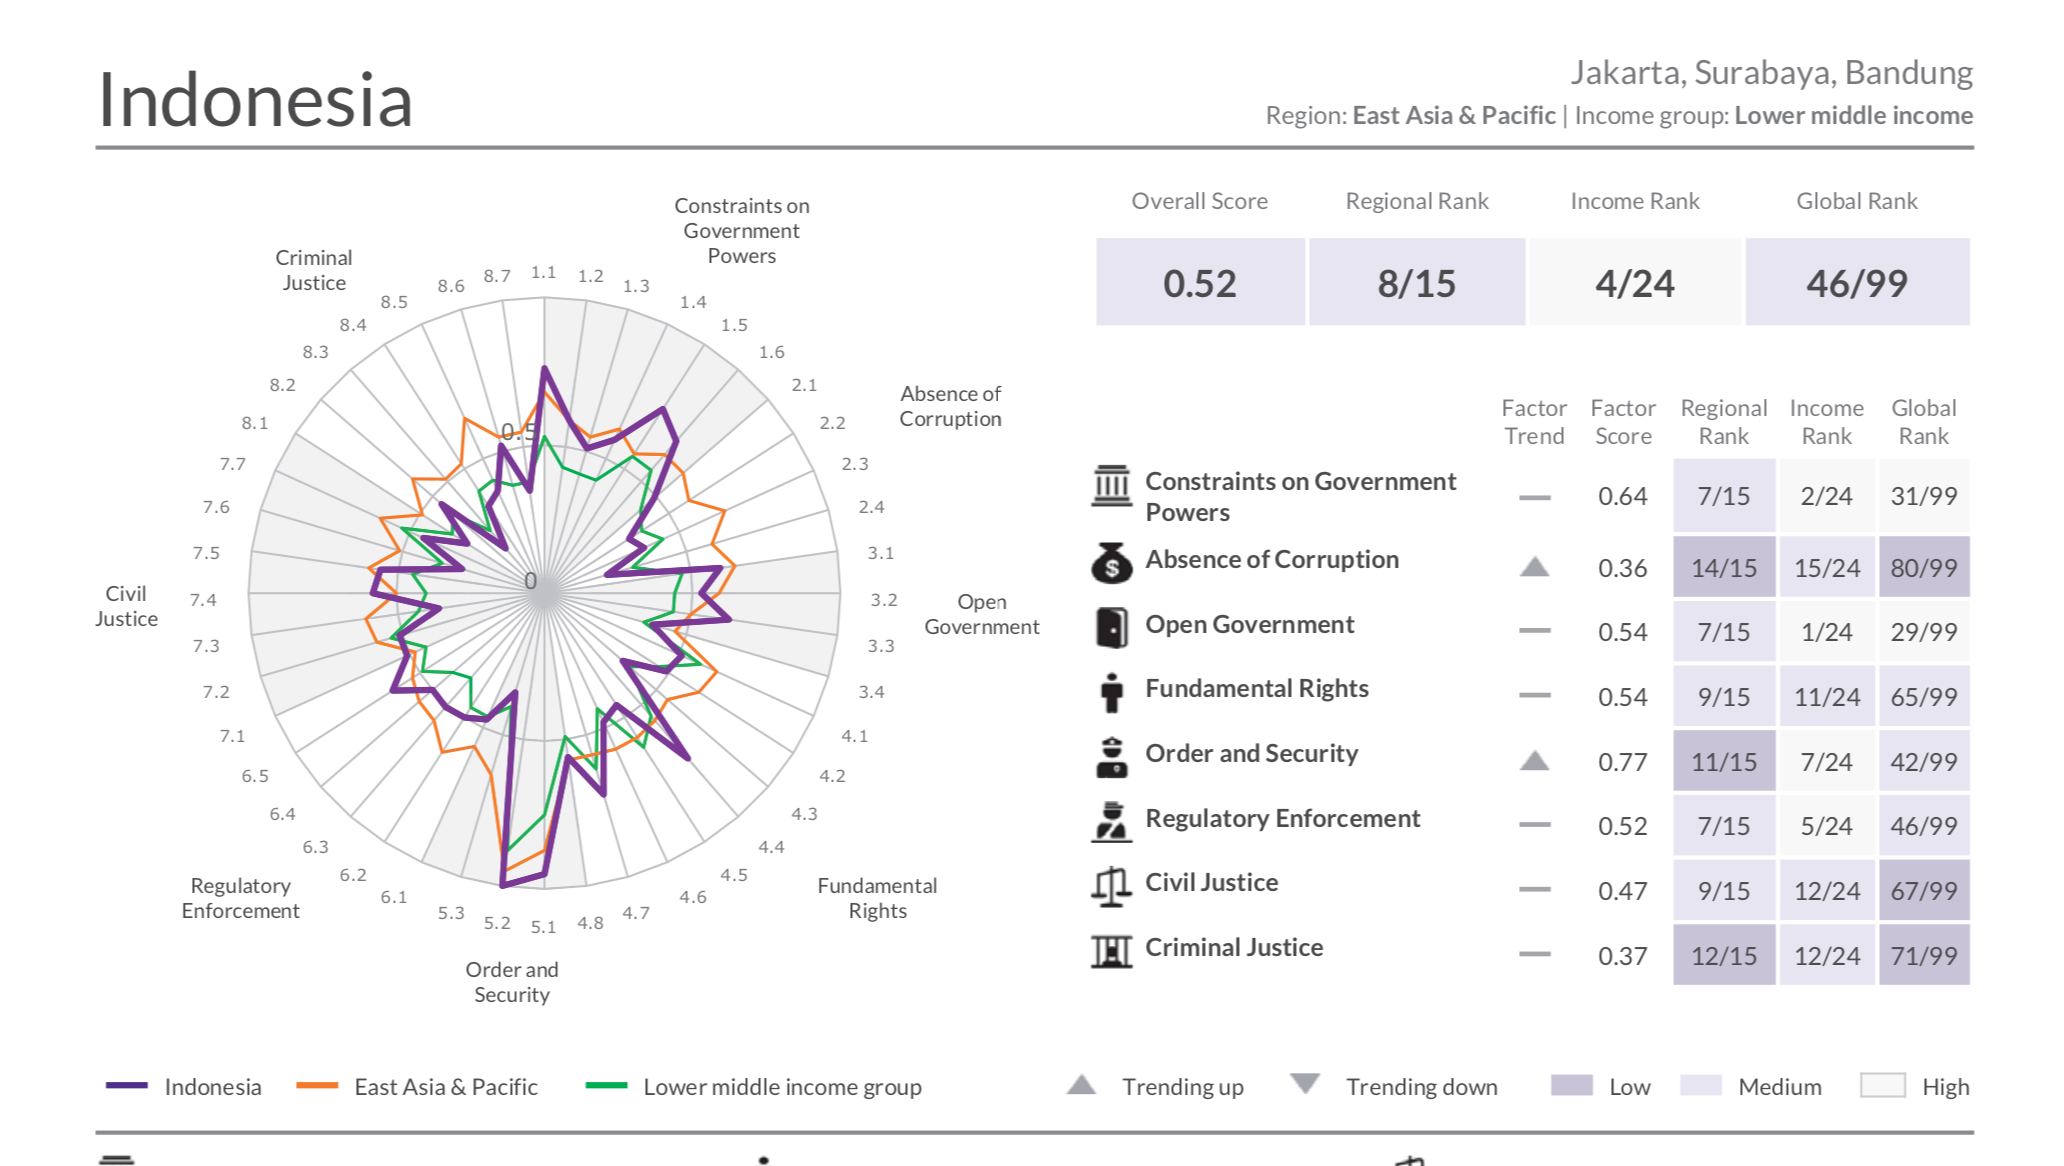 Indonesia
Jakarta, Surabaya, Bandung
Region: East Asia & Pacific | Income group: Lower middle income
Constraints on
Government
Powers
Criminal
Justice
Absence of
Corruption
Open
Government
Fundamental
Rights
Order and
Security
Regulatory
Enforcement
Civil
Justice
1.1
1.2
1.3
1.4
1.5
1.6
2.1
2.2
2.3
2.4
3.1
3.2
3.3
3.4
4.1
4.2
4.3
4.4
4.5
4.6
4.7
4.8
5.1
5.2
5.3
6.1
6.2
6.3
6.4
6.5
7.1
7.2
7.3
7.4
7.5
7.6
7.7
8.1
8.2
8.3
8.4
8.5
8.6
8.7
0.5
0
Overall Score Regional Rank Income Rank Global Rank
0.52 8/15 4/24 46/99
Factor Factor Regional Income Global
Trend Score Rank Rank Rank
Constraints on Government
Powers
0.64 7/15 2/24 31/99
$
Absence of Corruption
0.36 14/15 15/24 80/99
Open Government
0.54 7/15 1/24 29/99
Fundamental Rights
0.54 9/15 11/24 65/99
Order and Security
0.77 11/15 7/24 42/99
Regulatory Enforcement
0.52 7/15 5/24 46/99
Civil Justice
0.47 9/15 12/24 67/99
Criminal Justice
0.37 12/15 12/24 71/99
Indonesia East Asia & Pacific Lower middle income group
Trending up Trending down Low Medium High